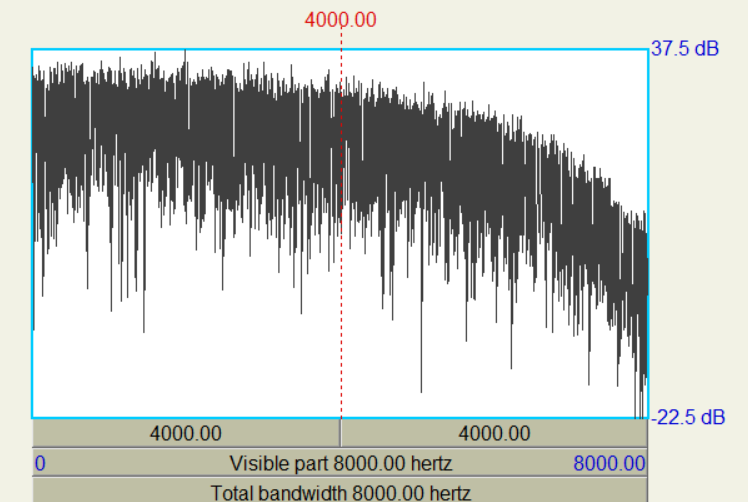 4000.00
37.5 dB
-22.5 dB
4000.00 4000.00
0 Visible part 8000.00 hertz 8000.00
Total bandwidth 8000.00 hertz